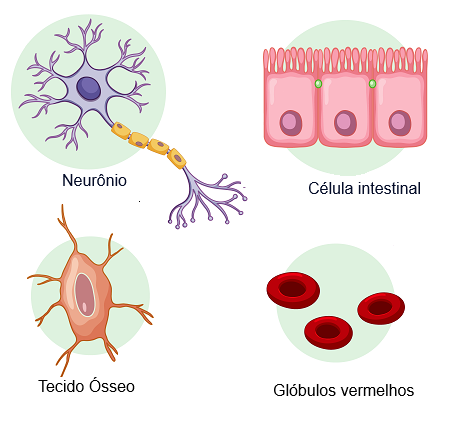 Neurônio
Célula intestinal
Tecido Ósseo
Glóbulos vermelhos